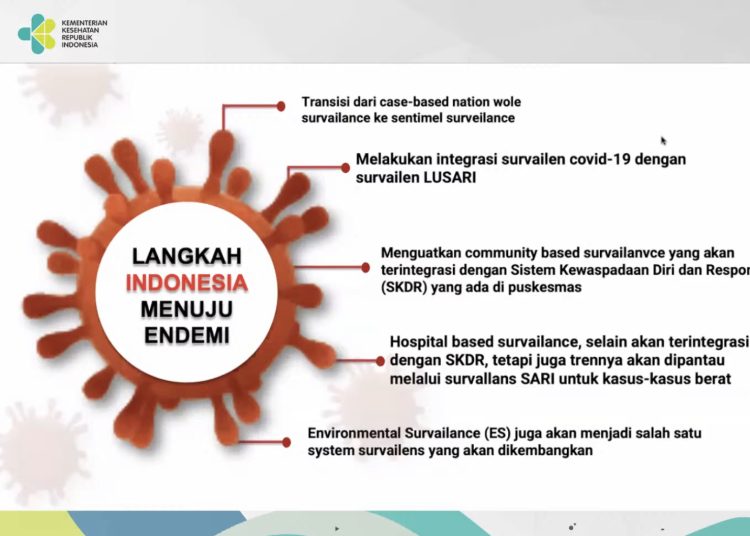 KEMENTERIAN
KESEHATAN
REPUBLIK
INDONESIA
LANGKAH
INDONESIA
MENUJU
ENDEMI
Transisi dari case-based nation wole
survailance ke sentimel surveilance
Melakukan integrasi survailen covid-19 dengan
survailen LUSARI
Menguatkan community based survailanvce yang akan
terintegrasi dengan Sistem Kewaspadaan Diri dan Respon
(SKDR) yang ada di puskesmas
Hospital based survailance, selain akan terintegrasi
dengan SKDR, tetapi juga trennya akan dipantau
melalui survallans SARI untuk kasus-kasus berat
Environmental Survailance (ES) juga akan menjadi salah satu
system survailens yang akan dikembangkan